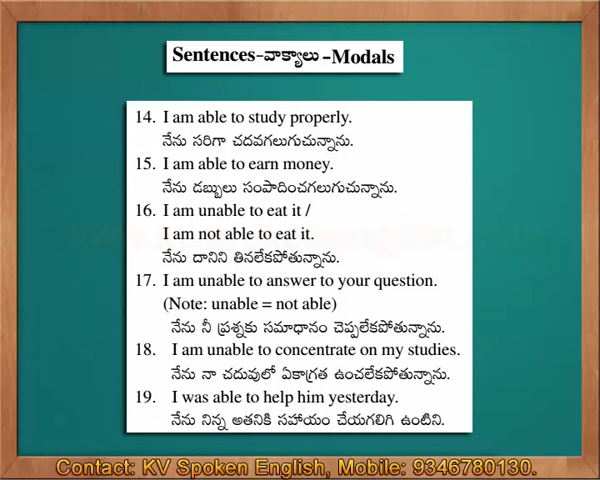 Sentences-వాక్యాలు-Modals
14. I am able to study properly.
నేను సరిగా చదవగలుగుచున్నాను.
15. I am able to earn money.
నేను డబ్బులు సంపాదించగలుగుచున్నాను.
16. I am unable to eat it /
I am not able to eat it.
నేను దానిని తినలేకపోతున్నాను.
17. I am unable to answer to your question.
(Note: unable = not able)
నేను నీ ప్రశ్నకు సమాధానం చెప్పలేకపోతున్నాను.
18. I am unable to concentrate on my studies.
నేను నా చదువులో ఏకాగ్రత ఉంచలేకపోతున్నాను.
19. I was able to help him yesterday.
నేను నిన్న అతనికి సహాయం చేయగలిగి ఉంటిని.
Contact: KV Spoken English, Mobile: 9346780130.